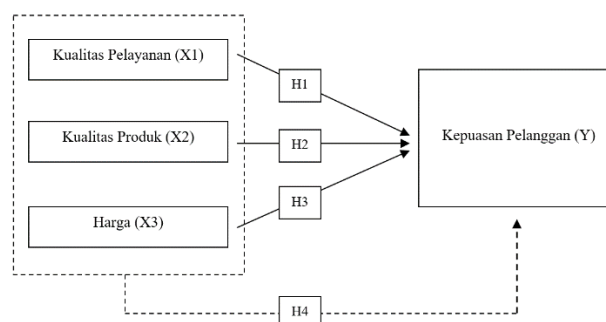 Kualitas Pelayanan (X1)
H1
Kualitas Produk (X2)
H2
Kepuasan Pelanggan (Y)
H3
Harga (X3)
H4